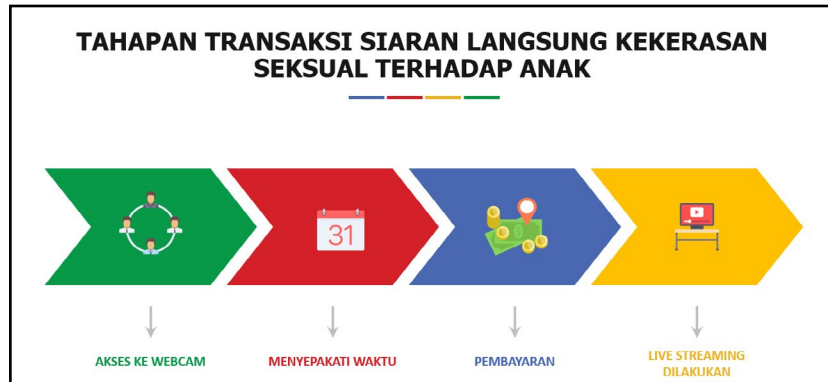 TAHAPAN TRANSAKSI SIARAN LANGSUNG KEKERASAN
SEKSUAL TERHADAP ANAK
31
AKSES KE WEBCAM
MENYEPAKATI WAKTU
PEMBAYARAN
LIVE STREAMING
DILAKUKAN